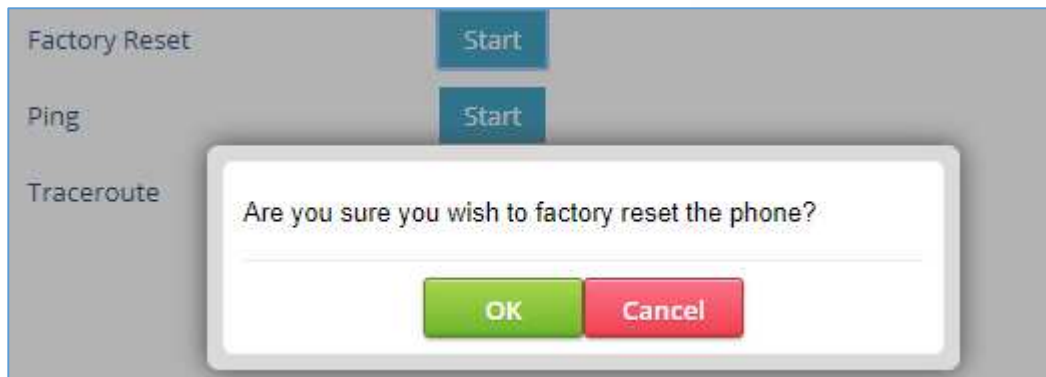 Factory Reset Start
Ping Start
Traceroute
Are you sure you wish to factory reset the phone?
OK Cancel